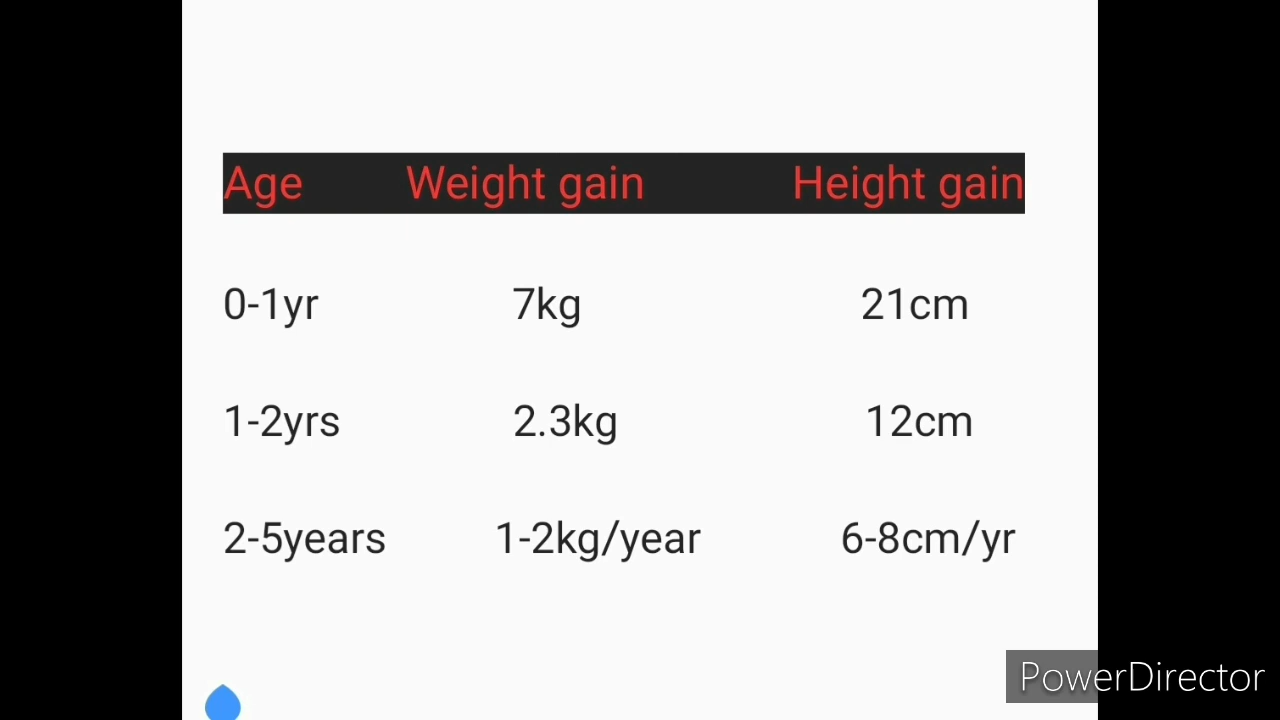 Age Weight gain Height gain
0-1yr 7kg 21cm
1-2yrs 2.3kg 12cm
2-5years 1-2kg/year 6-8cm/yr
PowerDirector